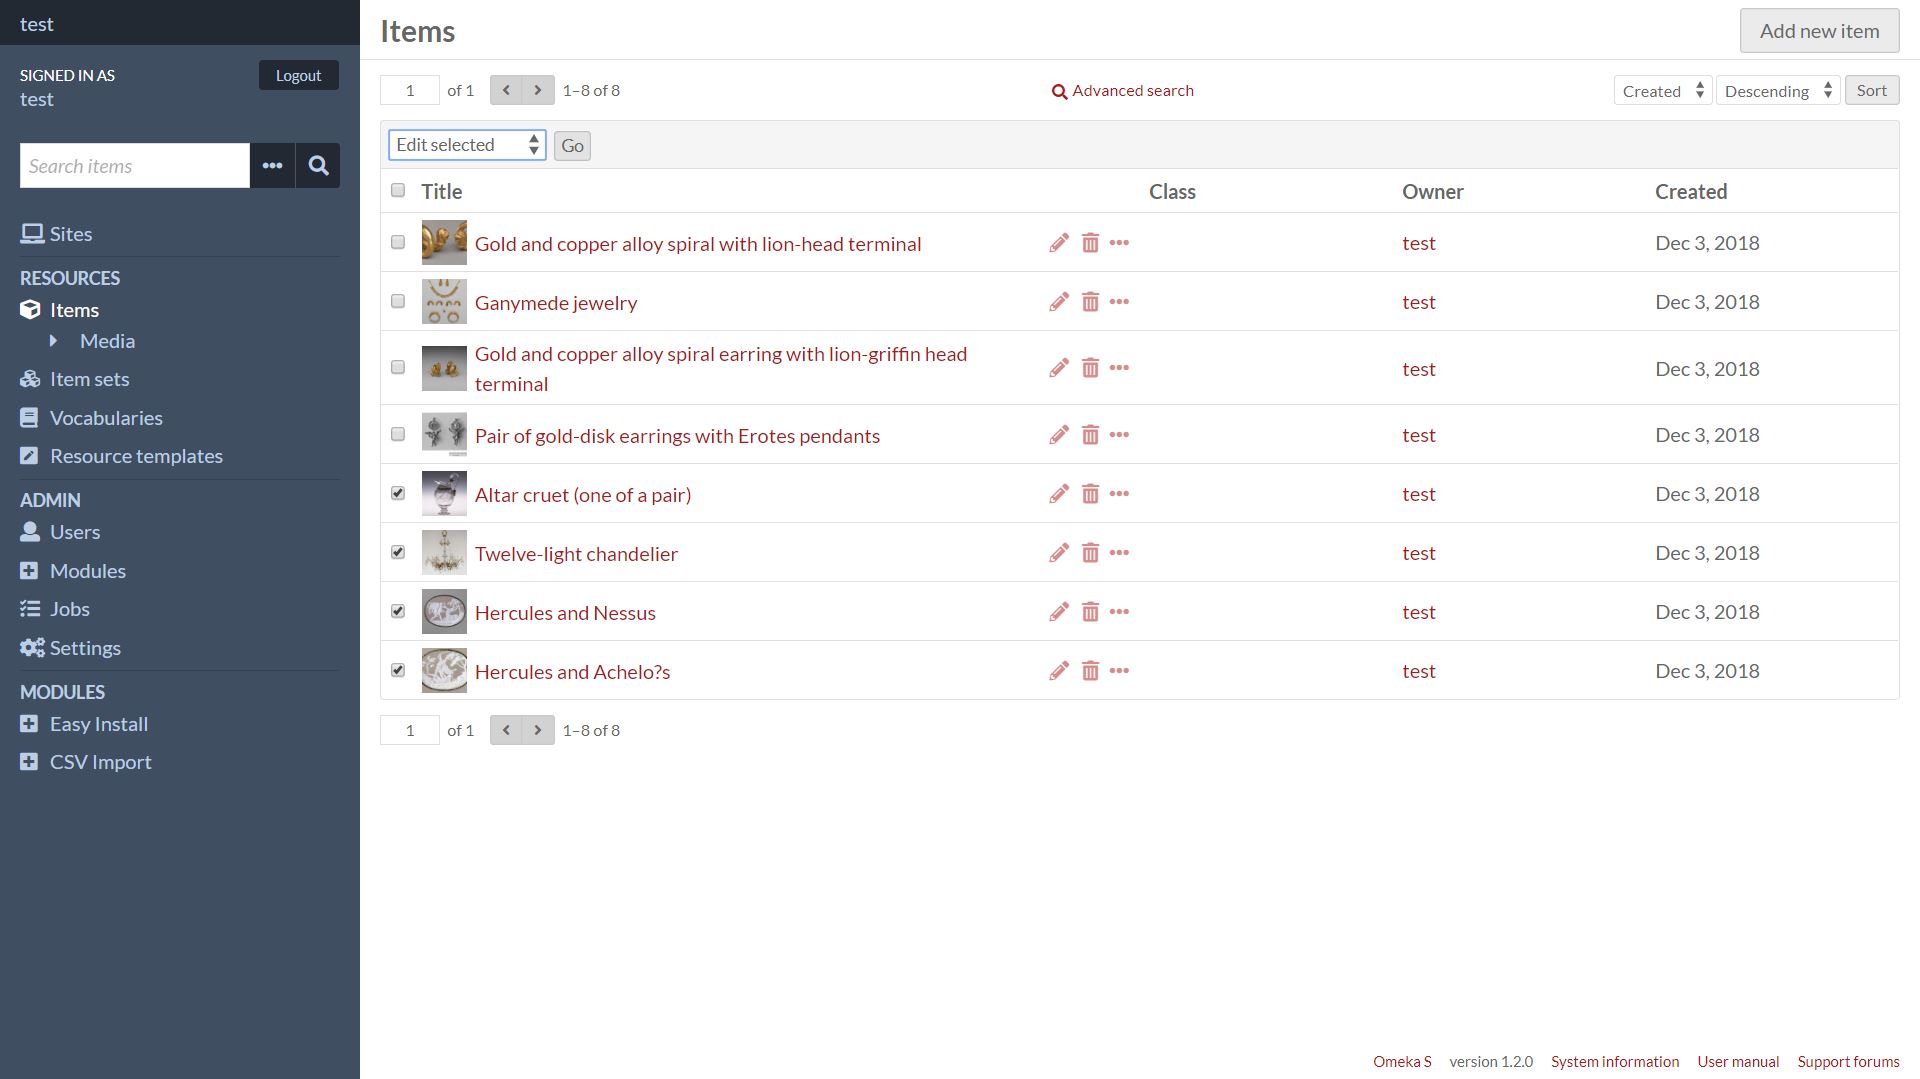 test
SIGNED IN AS
Logout
test
Search items
Sites
RESOURCES
Items
Media
Item sets
Vocabularies
Resource templates
ADMIN
Users
Modules
Jobs
Settings
MODULES
Easy Install
CSV Import
Items
Add new item
1 of 1 1–8 of 8
Advanced search
Created Descending Sort
Edit selected Go
Title Class Owner Created
Gold and copper alloy spiral with lion-head terminal test Dec 3, 2018
Ganymede jewelry test Dec 3, 2018
Gold and copper alloy spiral earring with lion-griffin head
terminal test Dec 3, 2018
Pair of gold-disk earrings with Erotes pendants test Dec 3, 2018
Altar cruet (one of a pair) test Dec 3, 2018
Twelve-light chandelier test Dec 3, 2018
Hercules and Nessus test Dec 3, 2018
Hercules and Achelo?s test Dec 3, 2018
1 of 1 1–8 of 8
Omeka S version 1.2.0 System information User manual Support forums